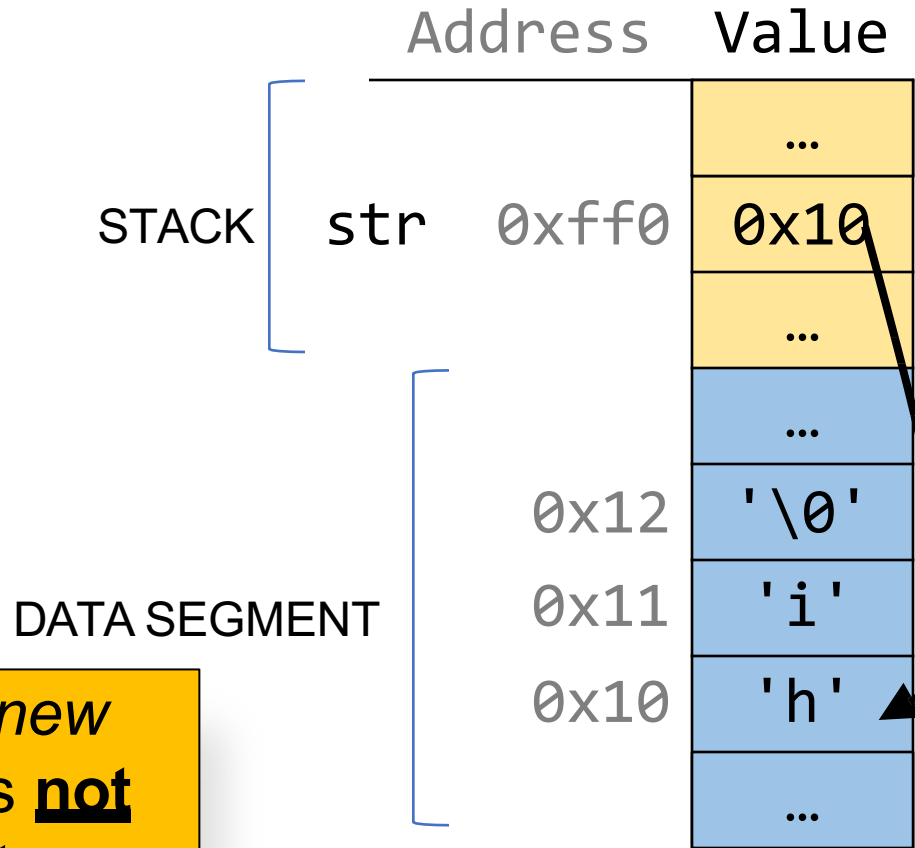 Address Value
…
STACK str 0xff0 0x10
…
…
0x12 '\0'
0x11 'i'
DATA SEGMENT
0x10 'h'
new
s not
…